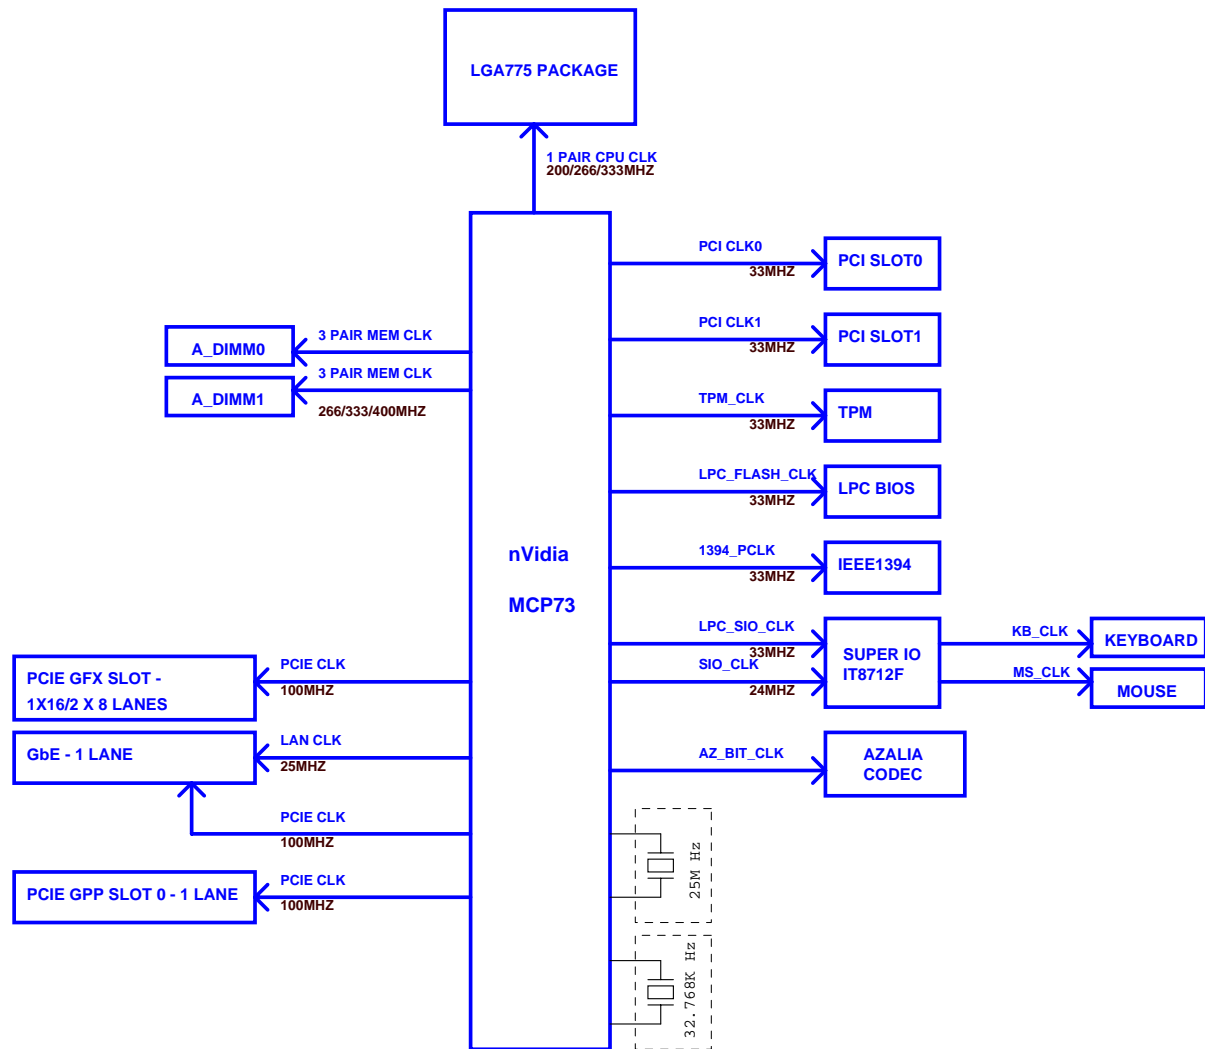 LGA775 PACKAGE
1 PAIR CPU CLK
200/266/333MHZ
PCI CLK0
33MHZ
PCI SLOT0
PCI CLK1
33MHZ
PCI SLOT1
A_DIMM0
3 PAIR MEM CLK
A_DIMM1
3 PAIR MEM CLK
266/333/400MHZ
TPM_CLK
33MHZ
TPM
LPC_FLASH_CLK
33MHZ
LPC BIOS
nVidia
MCP73
1394_PCLK
33MHZ
IEEE1394
LPC_SIO_CLK
33MHZ
SIO_CLK
24MHZ
SUPER IO
IT8712F
KB_CLK
KEYBOARD
MS_CLK
MOUSE
PCIE GFX SLOT -
1X16/2 X 8 LANES
PCIE CLK
100MHZ
GbE - 1 LANE
LAN CLK
25MHZ
AZ_BIT_CLK
AZALIA
CODEC
PCIE CLK
100MHZ
PCIE GPP SLOT 0 - 1 LANE
PCIE CLK
100MHZ
25M Hz
32.768K Hz